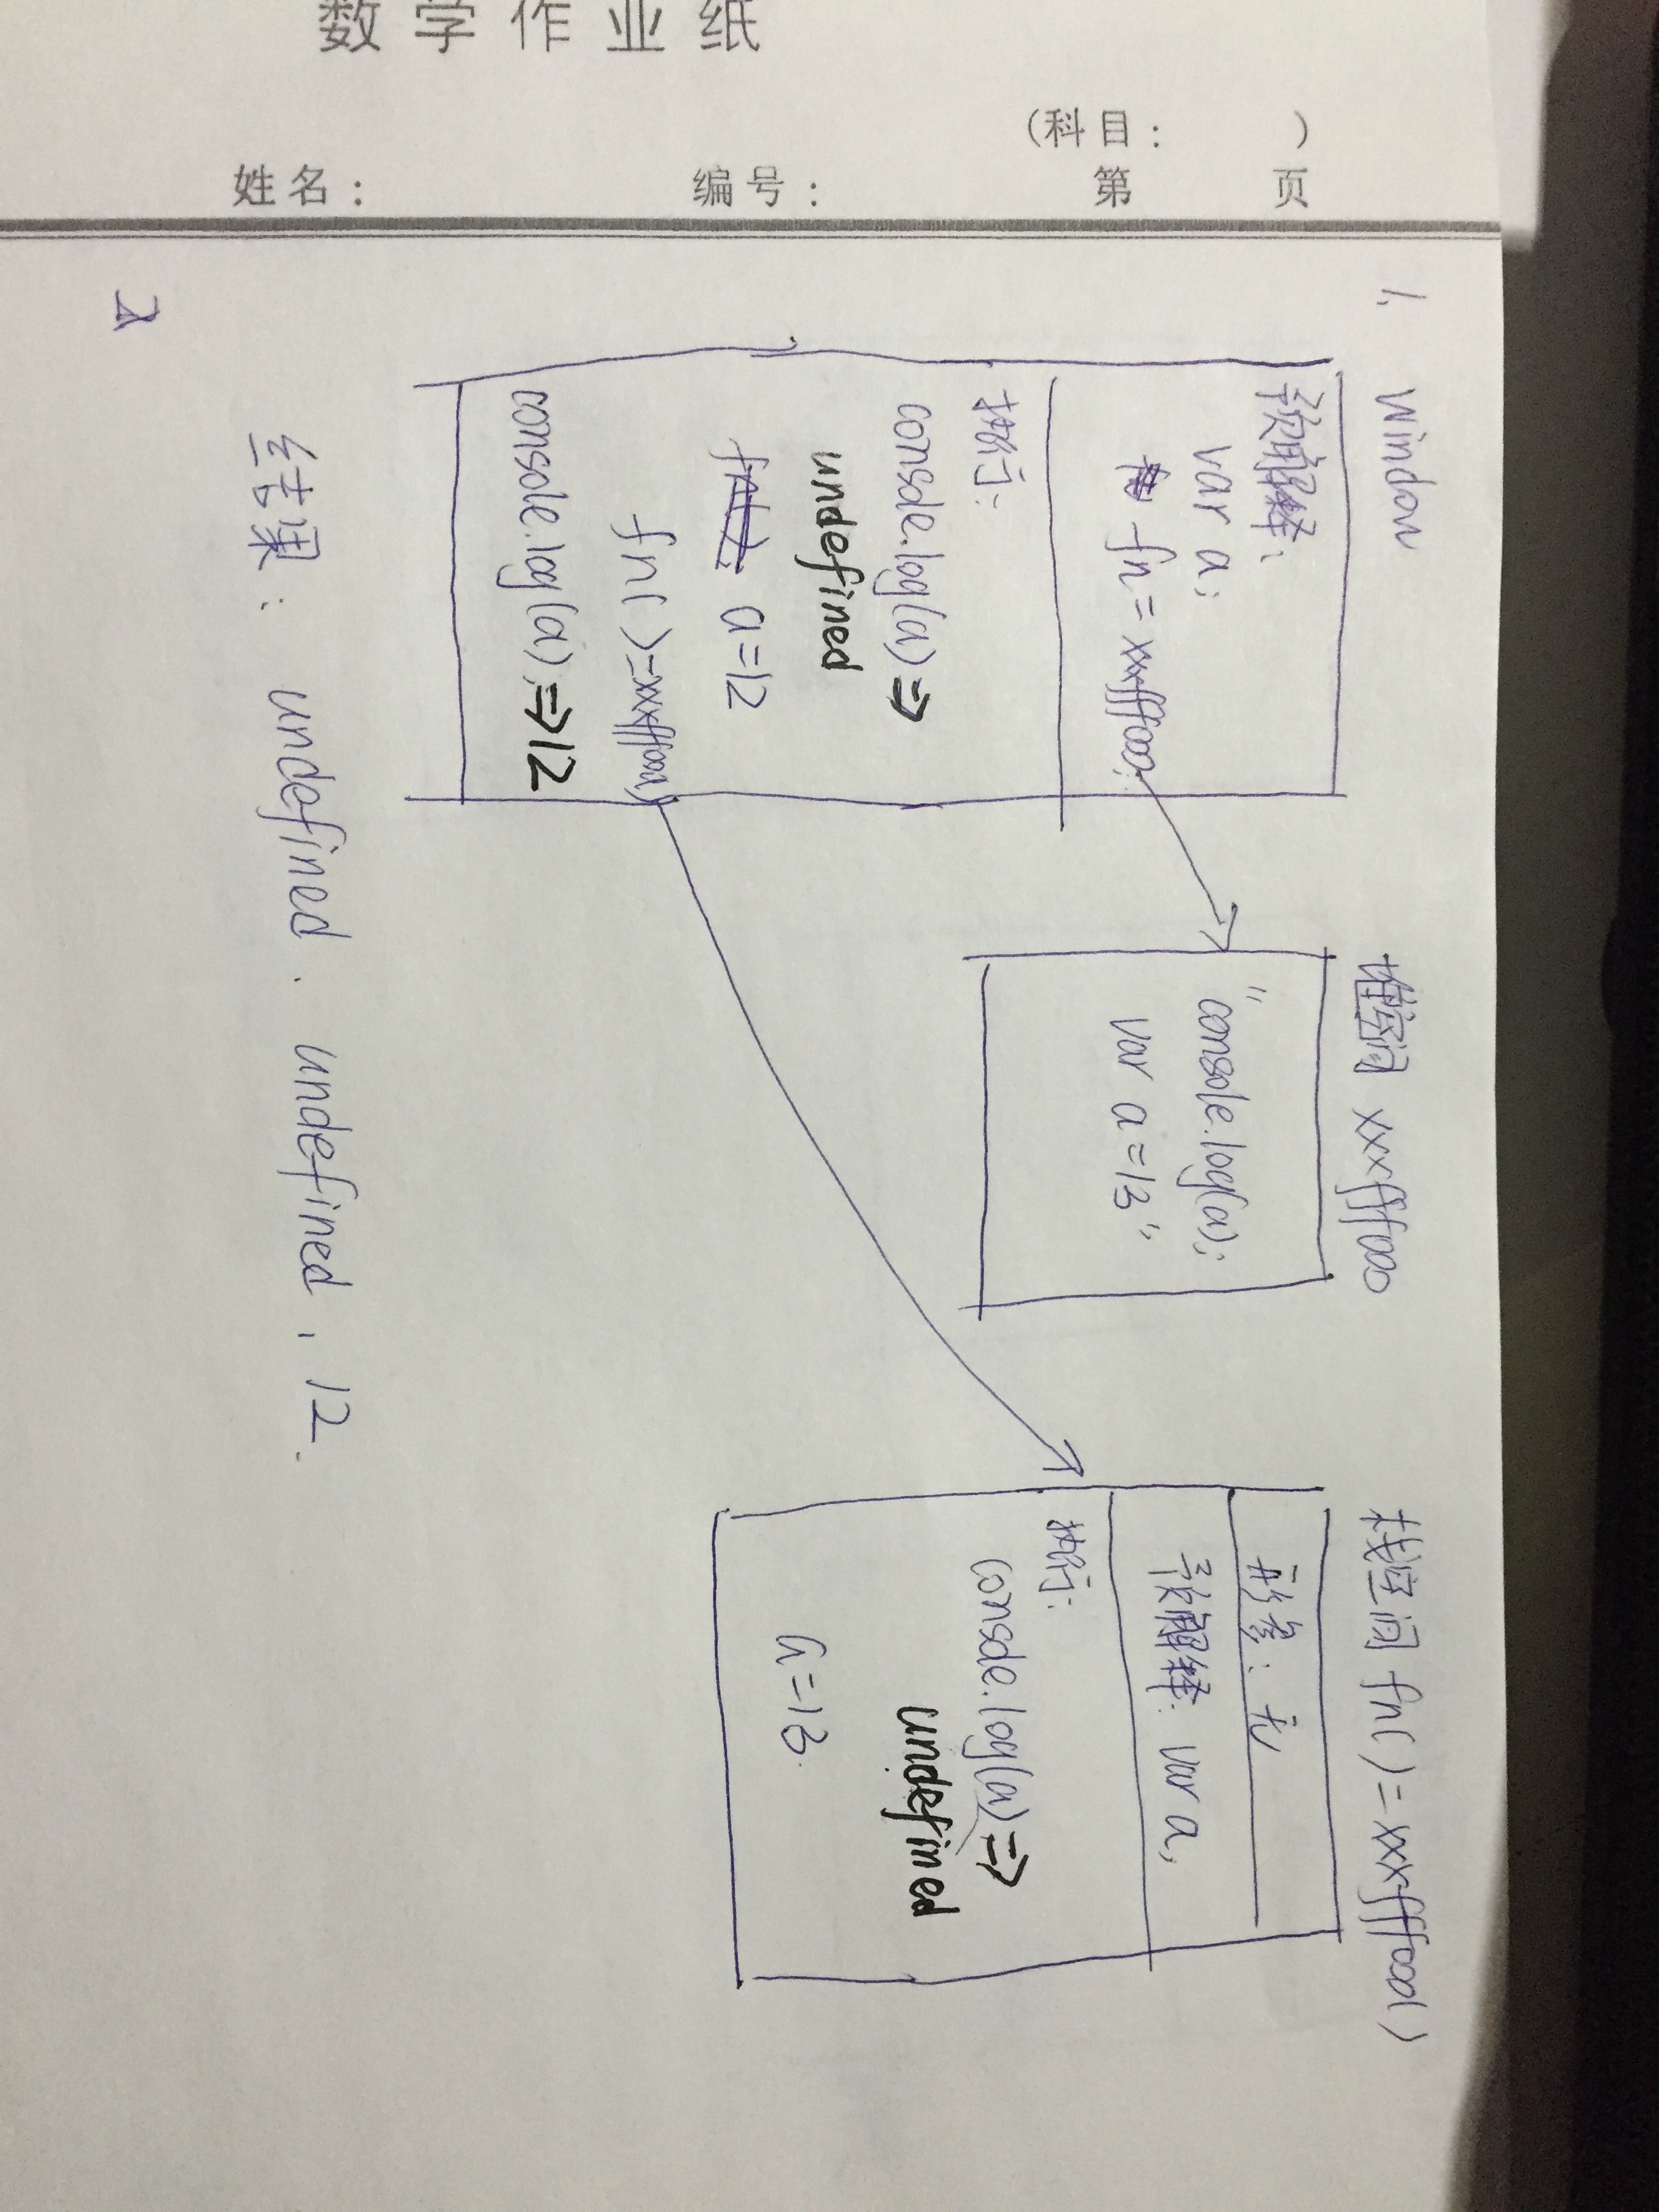 数学作业纸
(科目: )
姓名: 编号: 第 页
1. Window
预解释:
var a;
fn = xxxfff000;
执行:
console.log(a) =>
undefined
a=12
fn()=xxxfff000()
console.log(a) => 12
堆空间 xxxfff000
"console.log(a);
var a=13"
栈空间 fn()=xxxfff000()
形参: 无
预解释: var a,
执行:
console.log(a) =>
undefined
a=13.
结果: undefined、undefined, 12.
2